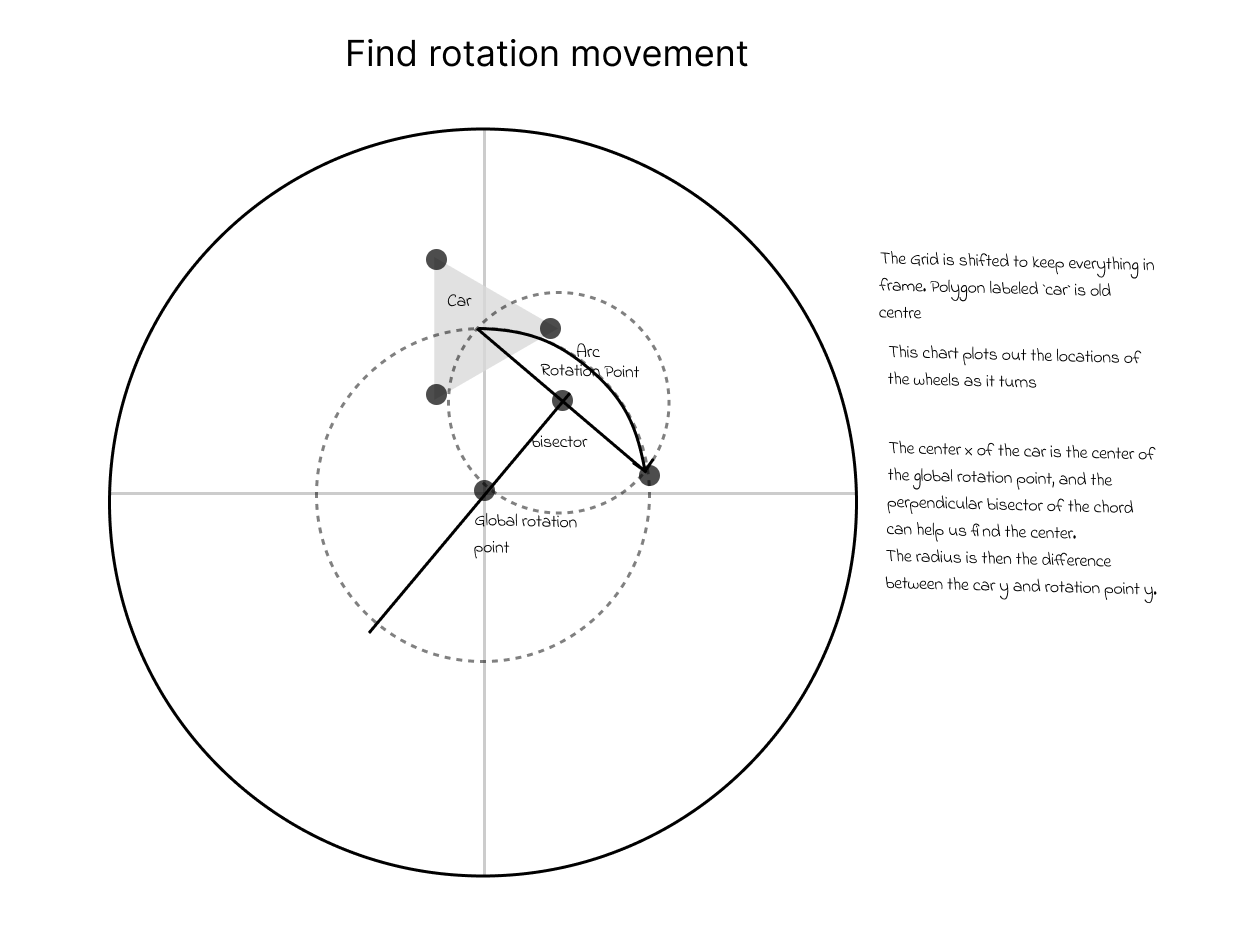 Find rotation movement
The Grid is shifted to keep everything in
frame. Polygon labeled `car` is old
centre
Car
This chart plots out the locations of
the wheels as it turns
Arc
Rotation Point
bisector
The center x of the car is the center of
the global rotation point, and the
perpendicular bisector of the chord
can help us find the center.
The radius is then the difference
between the car y and rotation point y.
Global rotation
point